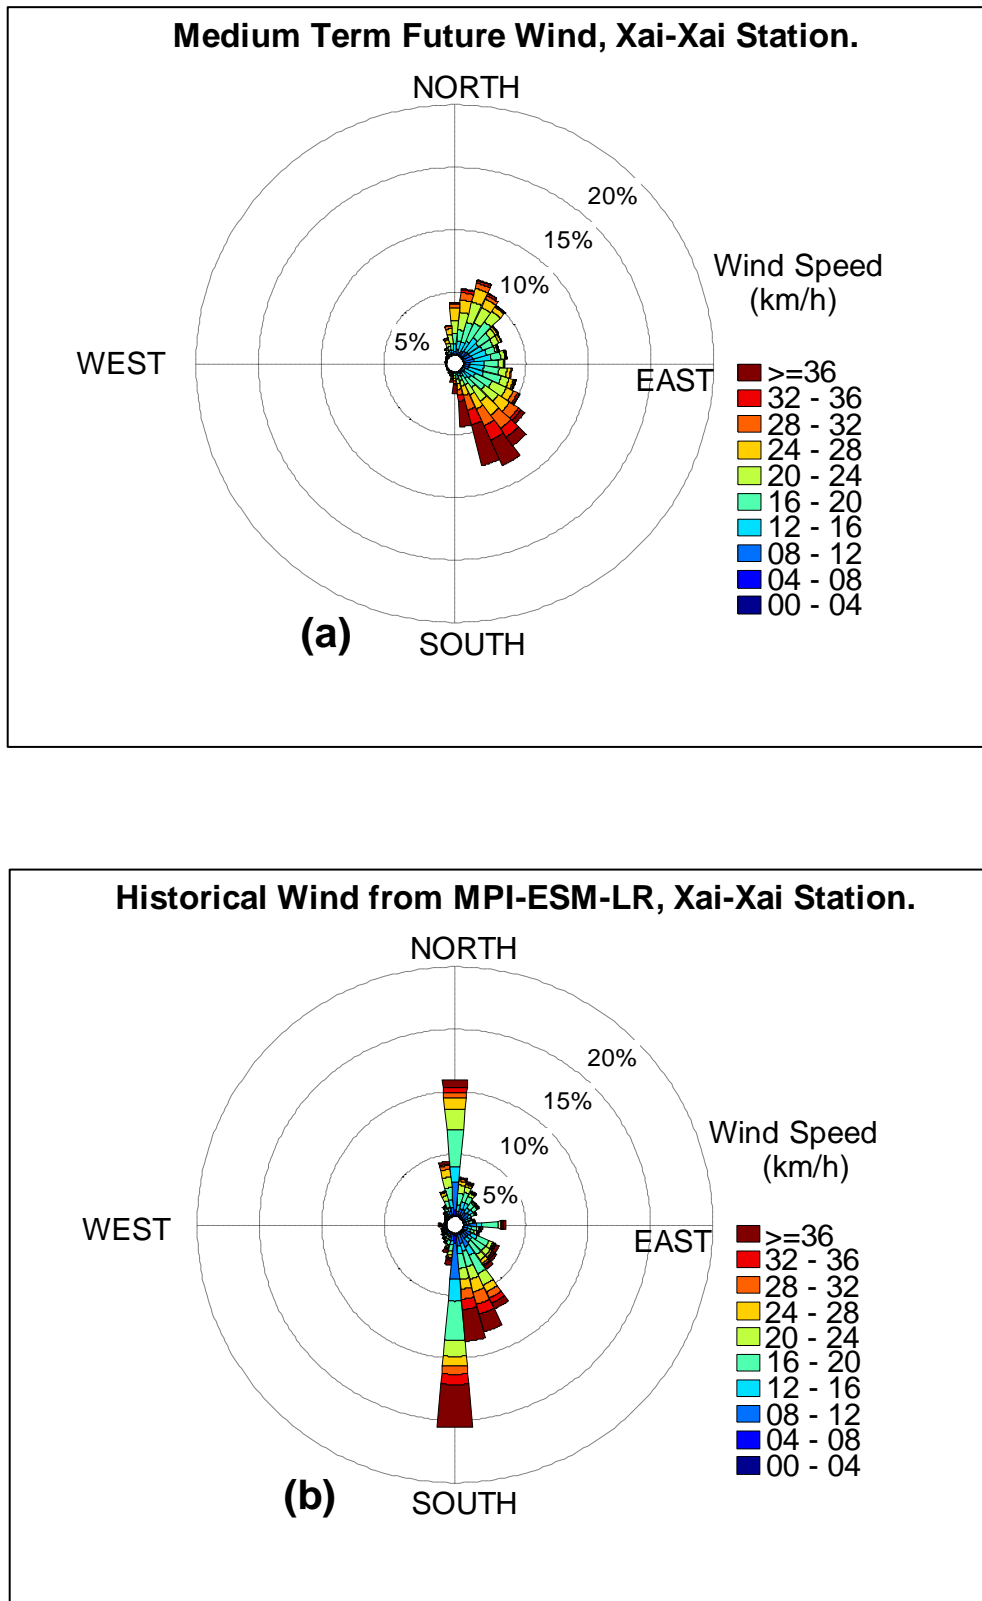 Medium Term Future Wind, Xai-Xai Station.
NORTH
20%
15%
10%
5%
WEST
EAST
SOUTH
Wind Speed
(km/h)
>=36
32 - 36
28 - 32
24 - 28
20 - 24
16 - 20
12 - 16
08 - 12
04 - 08
00 - 04
(a)
Historical Wind from MPI-ESM-LR, Xai-Xai Station.
NORTH
20%
15%
10%
5%
WEST
EAST
SOUTH
Wind Speed
(km/h)
>=36
32 - 36
28 - 32
24 - 28
20 - 24
16 - 20
12 - 16
08 - 12
04 - 08
00 - 04
(b)